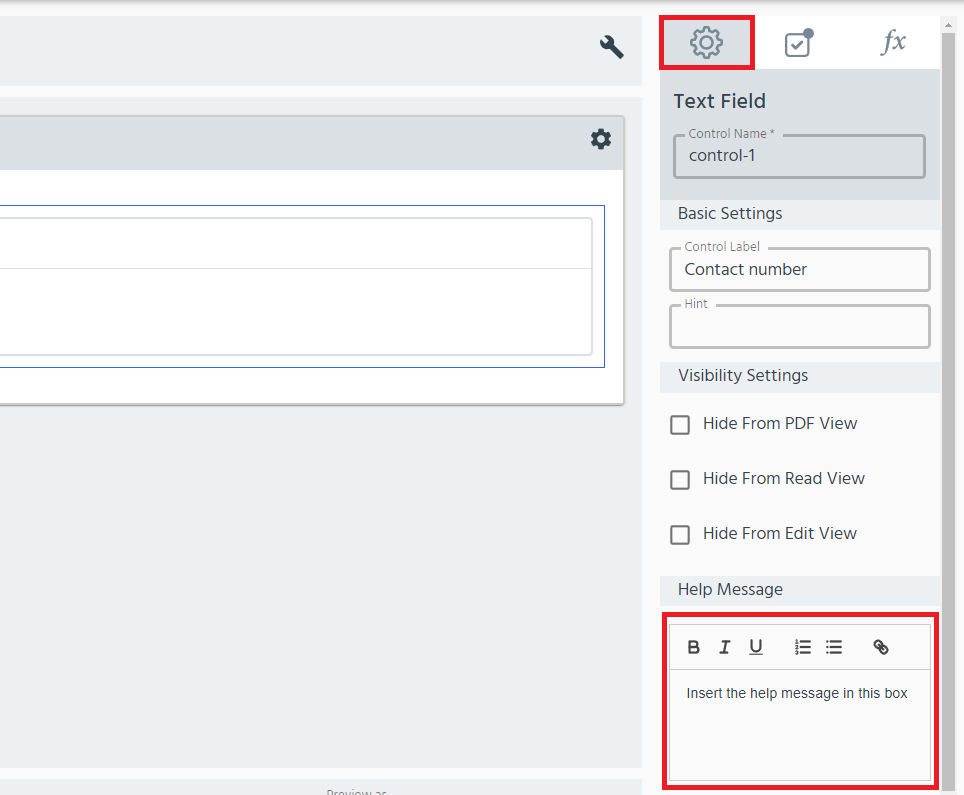 fx
Text Field
Control Name *
control-1
Basic Settings
Control Label
Contact number
Hint
Visibility Settings
Hide From PDF View
Hide From Read View
Hide From Edit View
Help Message
B I U
Insert the help message in this box
Preview as